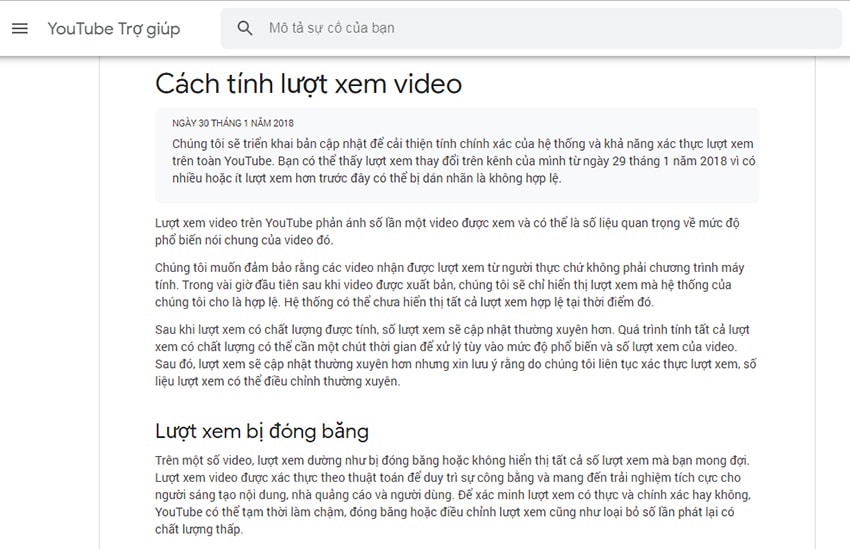 YouTube Trợ giúp
Mô tả sự cố của bạn
Cách tính lượt xem video
NGÀY 30 THÁNG 1 NĂM 2018
Chúng tôi sẽ triển khai bản cập nhật để cải thiện tính chính xác của hệ thống và khả năng xác thực lượt xem
trên toàn YouTube. Bạn có thể thấy lượt xem thay đổi trên kênh của mình từ ngày 29 tháng 1 năm 2018 vì có
nhiều hoặc ít lượt xem hơn trước đây có thể bị dán nhãn là không hợp lệ.
Lượt xem video trên YouTube phản ánh số lần một video được xem và có thể là số liệu quan trọng về mức độ
phổ biến nói chung của video đó.
Chúng tôi muốn đảm bảo rằng các video nhận được lượt xem từ người thực chứ không phải chương trình máy
tính. Trong vài giờ đầu tiên sau khi video được xuất bản, chúng tôi sẽ chỉ hiển thị lượt xem mà hệ thống của
chúng tôi cho là hợp lệ. Hệ thống có thể chưa hiển thị tất cả lượt xem hợp lệ tại thời điểm đó.
Sau khi lượt xem có chất lượng được tính, số lượt xem sẽ cập nhật thường xuyên hơn. Quá trình tính tất cả lượt
xem có chất lượng có thể cần một chút thời gian để xử lý tùy vào mức độ phổ biến và số lượt xem của video.
Sau đó, lượt xem sẽ cập nhật thường xuyên hơn nhưng xin lưu ý rằng do chúng tôi liên tục xác thực lượt xem, số
liệu lượt xem có thể điều chỉnh thường xuyên.
Lượt xem bị đóng băng
Trên một số video, lượt xem dường như bị đóng băng hoặc không hiển thị tất cả số lượt xem mà bạn mong đợi.
Lượt xem video được xác thực theo thuật toán để duy trì sự công bằng và mang đến trải nghiệm tích cực cho
người sáng tạo nội dung, nhà quảng cáo và người dùng. Để xác minh lượt xem có thực và chính xác hay không,
YouTube có thể tạm thời làm chậm, đóng băng hoặc điều chỉnh lượt xem cũng như loại bỏ số lần phát lại có
chất lượng thấp.